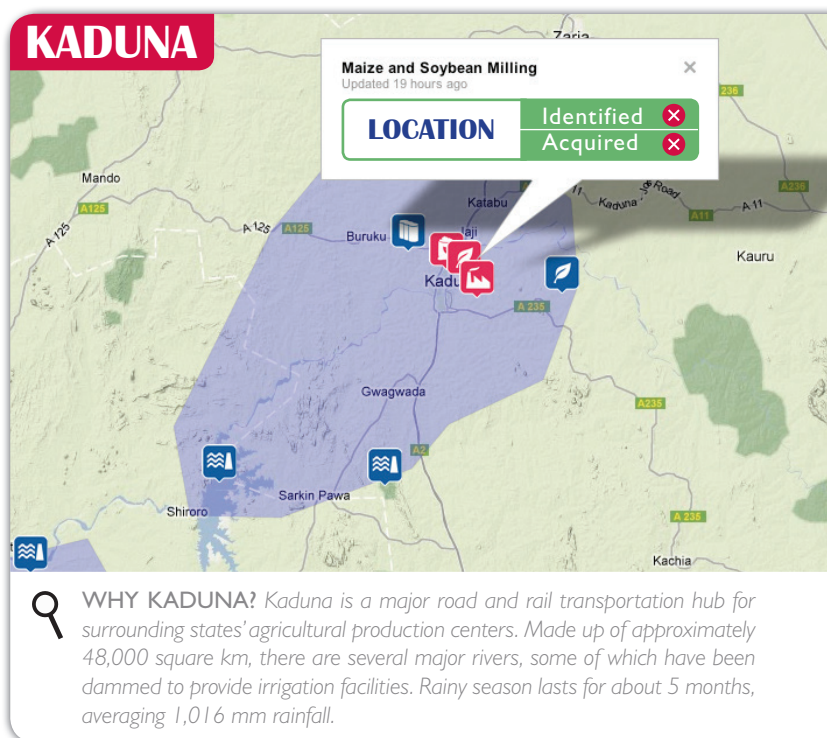 KADUNA
Zaria
Maize and Soybean Milling
Updated 19 hours ago
LOCATION
Identified
Acquired
236
Mando
A125
A 125
A 125
A125
Katabu
11
Kaduna
Road
A 11
A11
A236
Buruku
Kauru
A 235
Gwagwada
A235
A2
Sarkin Pawa
Shiroro
A 235
Kachia
WHY KADUNA? Kaduna is a major road and rail transportation hub for
surrounding states' agricultural production centers. Made up of approximately
48,000 square km, there are several major rivers, some of which have been
dammed to provide irrigation facilities. Rainy season lasts for about 5 months,
averaging 1,016 mm rainfall.